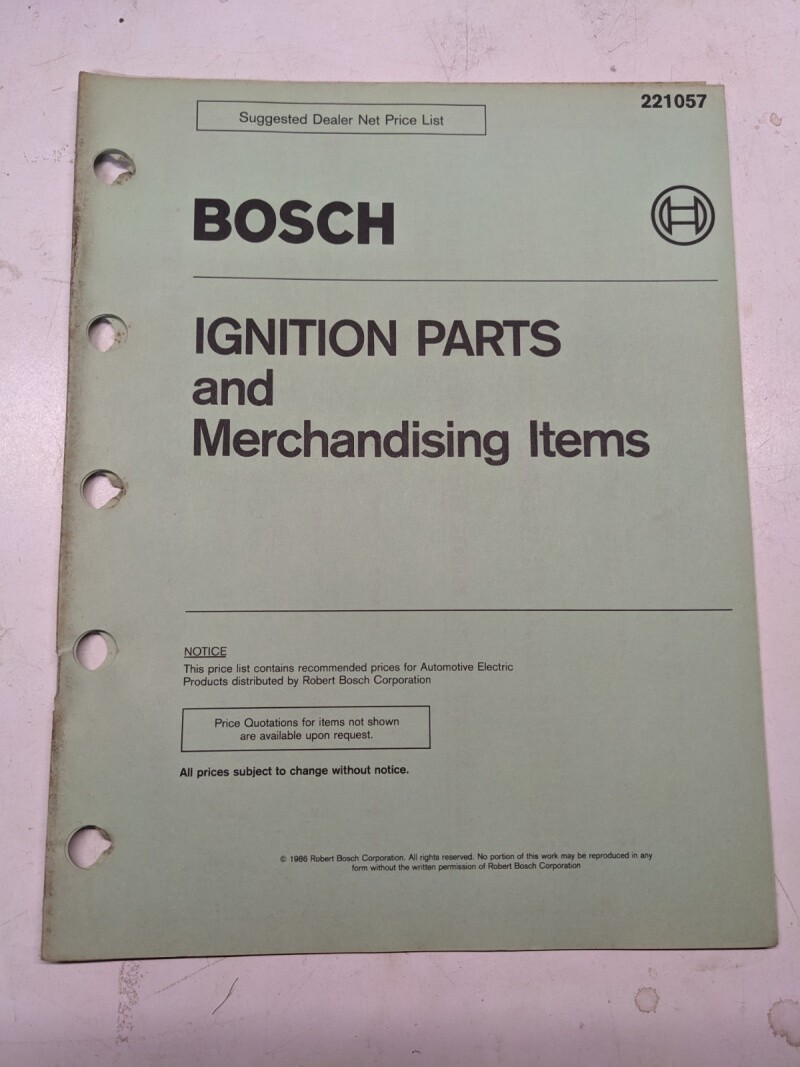 221057
Suggested Dealer Net Price List
BOSCH
IGNITION PARTS
and
Merchandising Items
NOTICE
This price list contains recommended prices for Automotive Electric
Products distributed by Robert Bosch Corporation
Price Quotations for items not shown
are available upon request.
All prices subject to change without notice.
© 1986 Robert Bosch Corporation. All rights reserved. No portion of this work may be reproduced in any
form without the written permission of Robert Bosch Corporation